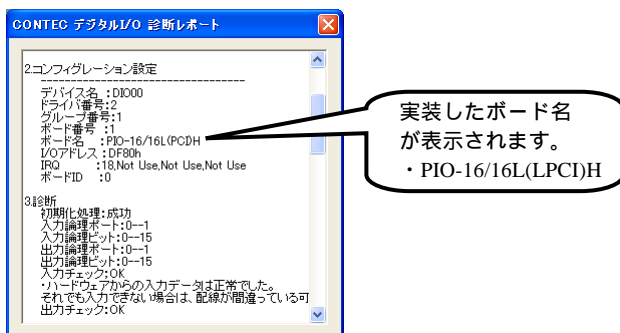 CONTEC デジタルI/O 診断レポート
2.コンフィグレーション設定
----------------------------------
デバイス名 :DIO00
ドライバ番号:2
グループ番号:1
ボード番号 :1
ボード名 :PIO-16/16L(PCI)H
I/Oアドレス :DF80h
IRQ :18,Not Use,Not Use,Not Use
ボードID :0
3.診断
初期化処理:成功
入力論理ポート:0--1
入力論理ビット:0--15
出力論理ポート:0--1
出力論理ビット:0--15
入力チェック:OK
・ハードウェアからの入力データは正常でした。
それでも入力できない場合は、配線が間違っている可
出力チェック:OK
実装したボード名
が表示されます。
・PIO-16/16L(LPCI)H